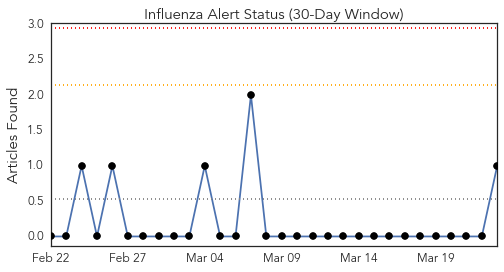 Influenza Alert Status (30-Day Window)
Articles Found
3.0
2.5
2.0
1.5
1.0
0.5
0.0
Feb 22 Feb 27 Mar 04 Mar 09 Mar 14 Mar 19